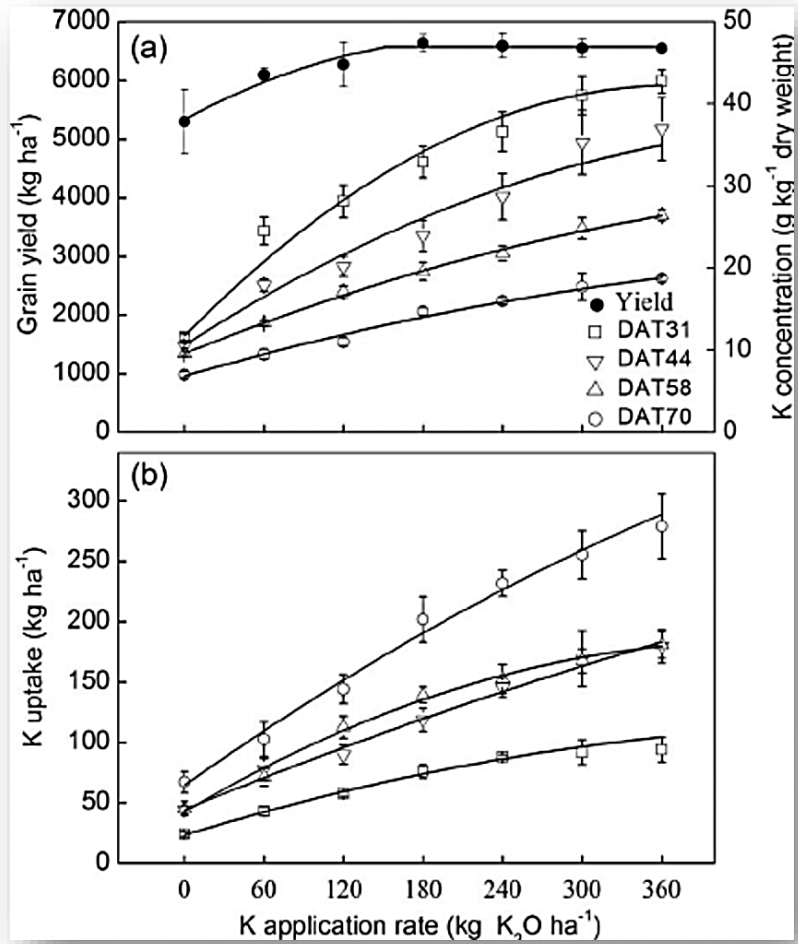 (a)
Grain yield (kg ha⁻¹)
7000
6000
5000
4000
3000
2000
1000
0
K concentration (g kg⁻¹ dry weight)
50
40
30
20
10
0
Yield
DAT31
DAT44
DAT58
DAT70
(b)
K uptake (kg ha⁻¹)
300
250
200
150
100
50
0
0 60 120 180 240 300 360
K application rate (kg K₂O ha⁻¹)